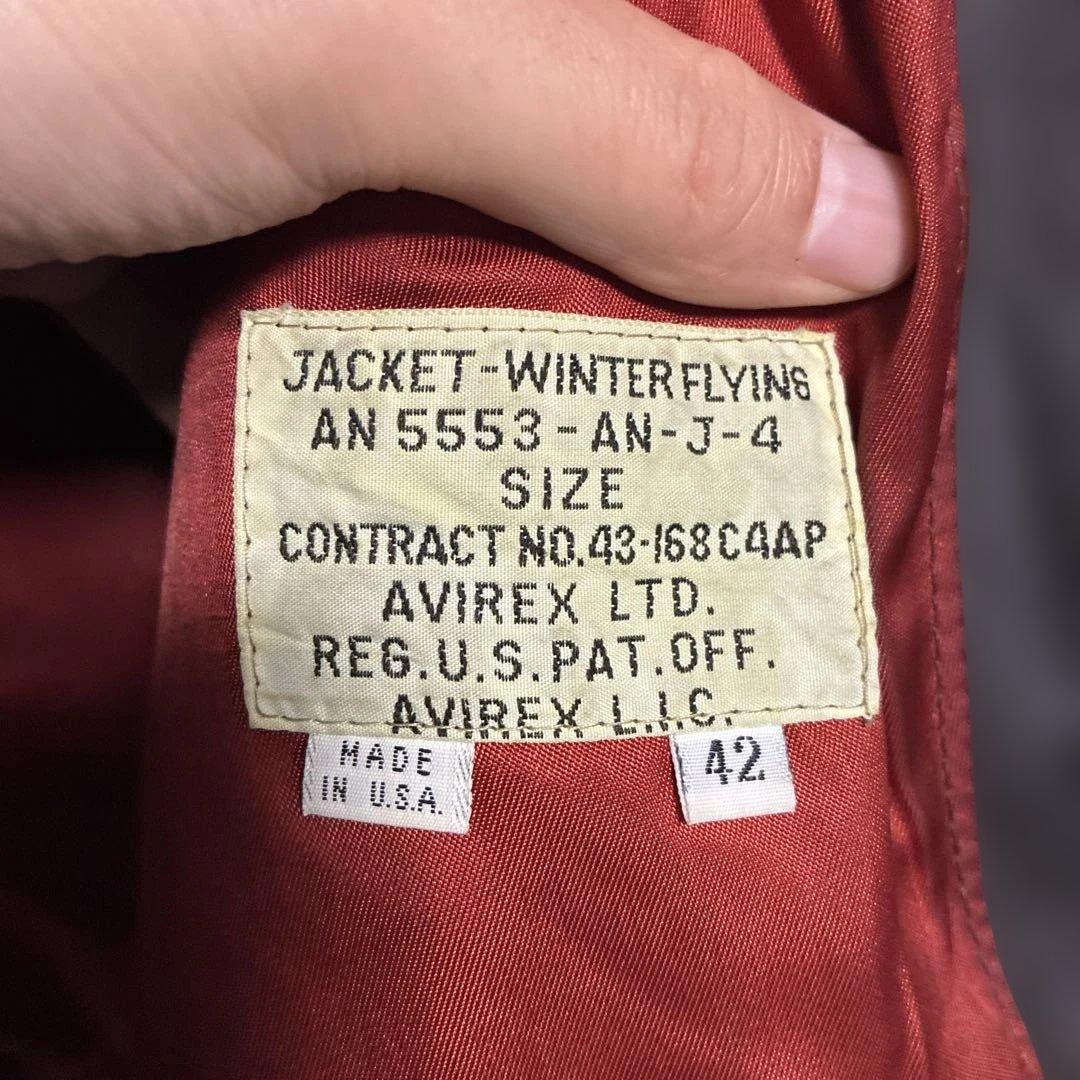 JACKET-WINTER FLYING
AN 5553-AN-J-4
SIZE
CONTRACT NO. 43-168C4AP
AVIREX LTD.
REG.U.S.PAT.OFF.
AVIREX L.I.C.
MADE
IN U.S.A.
42